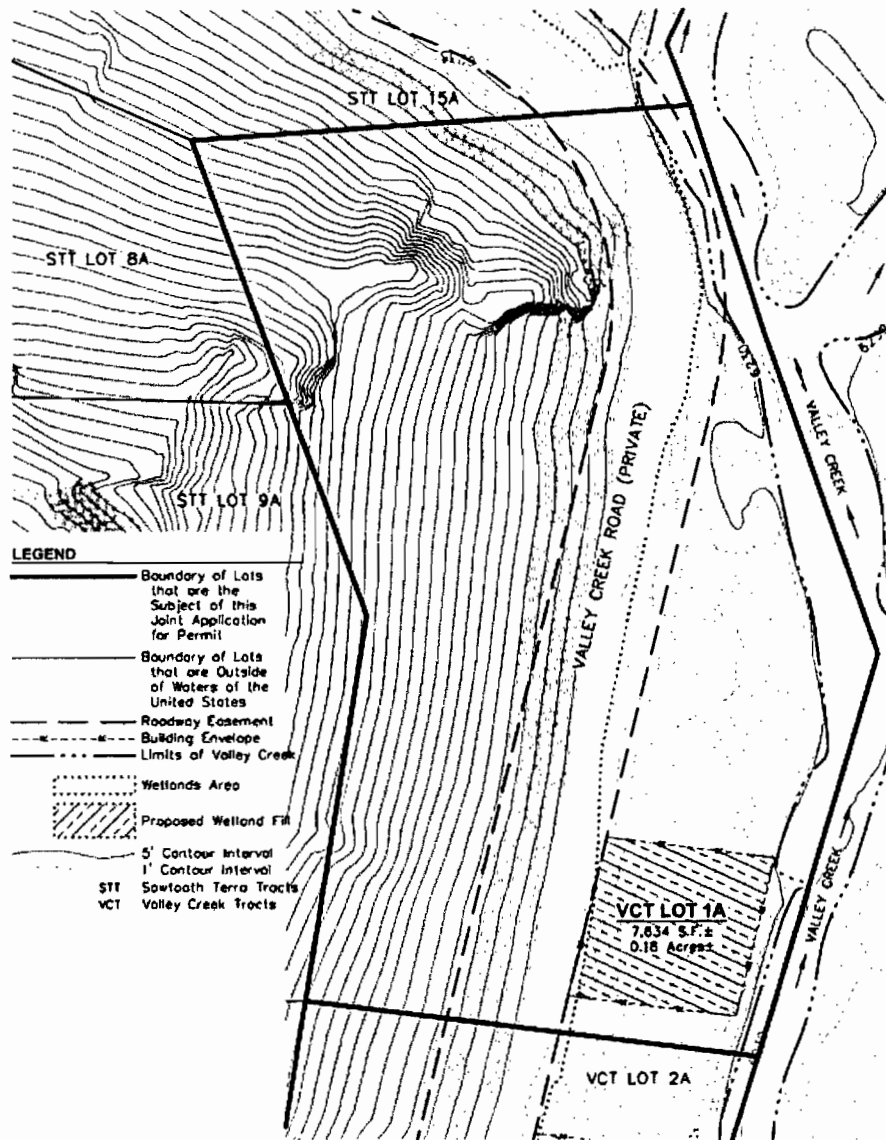 STT LOT 15A
STT LOT 8A
6230
VALLEY CREEK
STT LOT 9A
VALLEY CREEK ROAD (PRIVATE)
LEGEND
Boundary of Lots
that are the
Subject of this
Joint Application
for Permit
Boundary of Lots
that are Outside
of Waters of the
United States
Roadway Easement
Building Envelope
Limits of Valley Creek
Wetlands Area
Proposed Wetland Fill
5' Contour Interval
1' Contour Interval
STT Sawtooth Terra Tracts
VCT Valley Creek Tracts
VCT LOT 1A
7,834 S.F.±
0.18 Acres±
VALLEY CREEK
VCT LOT 2A